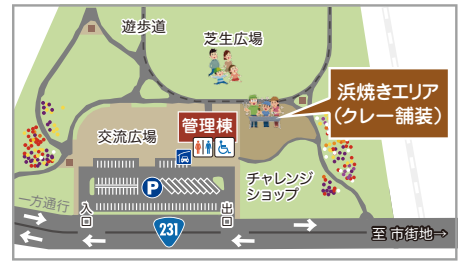 遊歩道
芝生広場
浜焼きエリア
(クレー舗装)
管理棟
交流広場
チャレンジ
ショップ
P
一方通行
入口
出口
231
至 市街地→